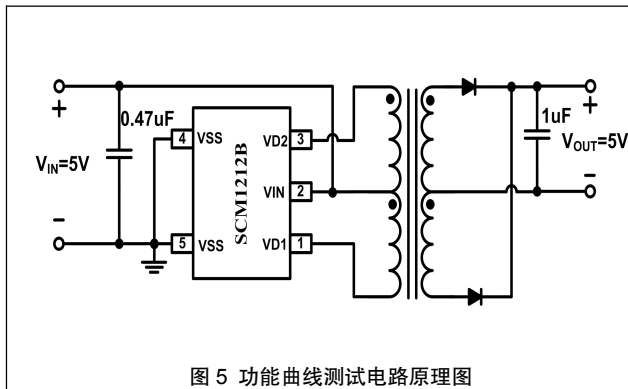 +
0.47uF
V_IN=5V
-
4 VSS
5 VSS
SCM1212B
VD2 3
VIN 2
VD1 1
1uF
+
V_OUT=5V
-
图 5 功能曲线测试电路原理图